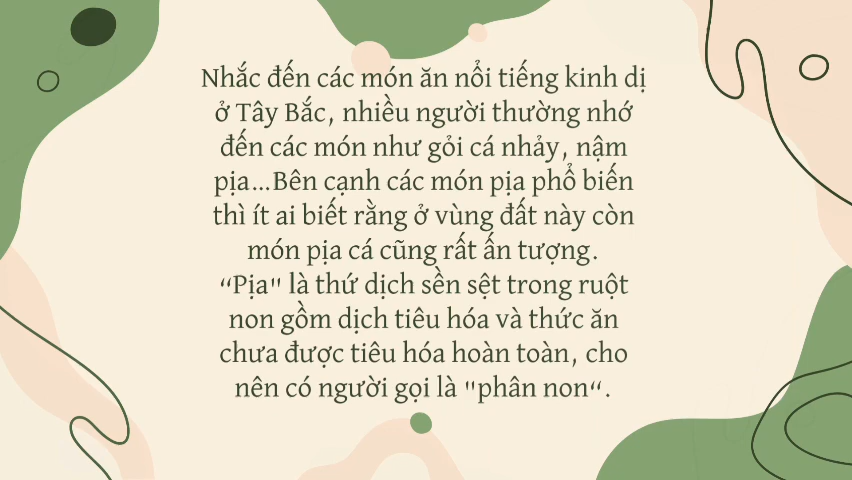 Nhắc đến các món ăn nổi tiếng kinh dị
ở Tây Bắc, nhiều người thường nhớ
đến các món như gỏi cá nhảy, nậm
pịa...Bên cạnh các món pịa phổ biến
thì ít ai biết rằng ở vùng đất này còn
món pịa cá cũng rất ấn tượng.
“Pịa" là thứ dịch sền sệt trong ruột
non gồm dịch tiêu hóa và thức ăn
chưa được tiêu hóa hoàn toàn, cho
nên có người gọi là "phân non“.